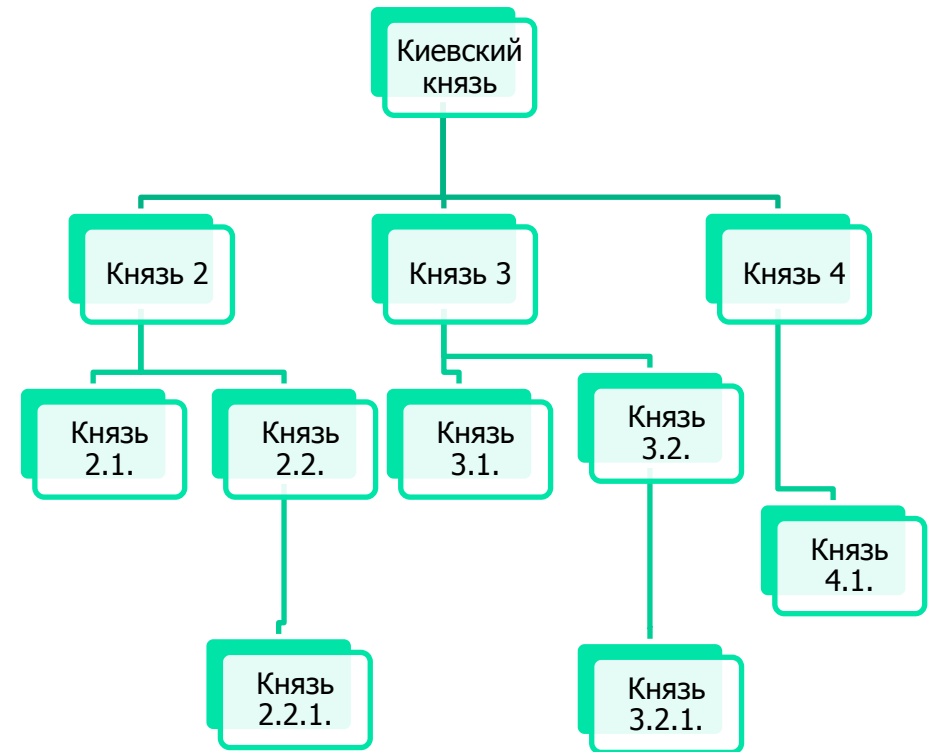 Киевский
князь
Князь 2
Князь 3
Князь 4
Князь
2.1.
Князь
2.2.
Князь
3.1.
Князь
3.2.
Князь
4.1.
Князь
2.2.1.
Князь
3.2.1.